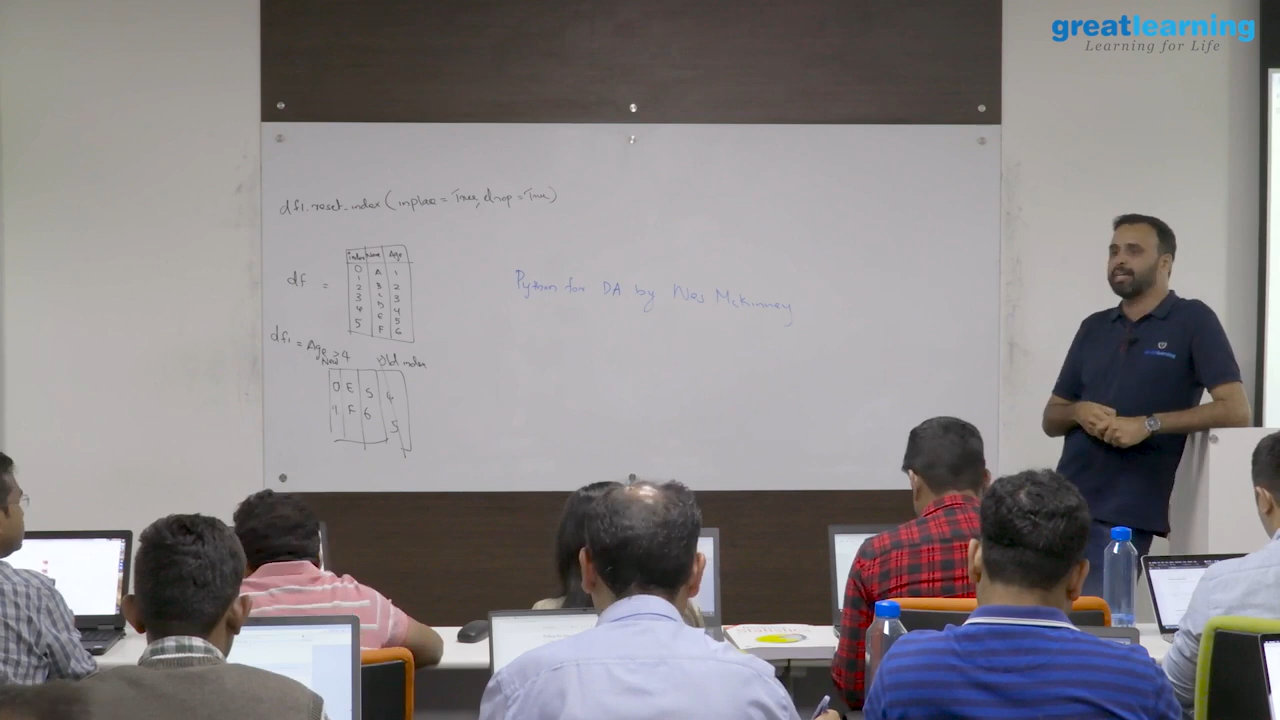 greatlearning
Learning for Life
df1.reset_index(inplace = True, drop = True)
Index Name Age
0 A 1
1 B 2
2 C 3
3 D 4
4 E 5
5 F 6
df =
Python for DA by Wes McKinney
df1 = Age > 4
New Old index
0 E 5 4
1 F 6 5
greatlearning
Statistics